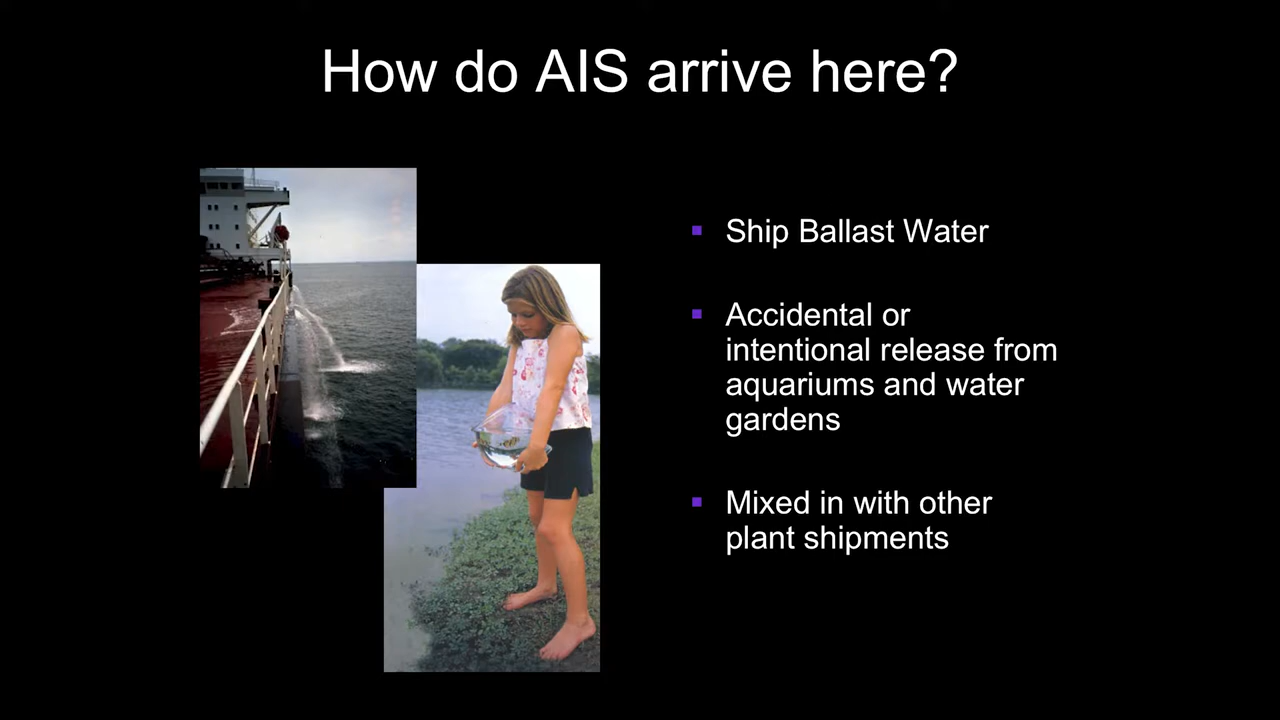 How do AIS arrive here?
Ship Ballast Water
Accidental or
intentional release from
aquariums and water
gardens
Mixed in with other
plant shipments